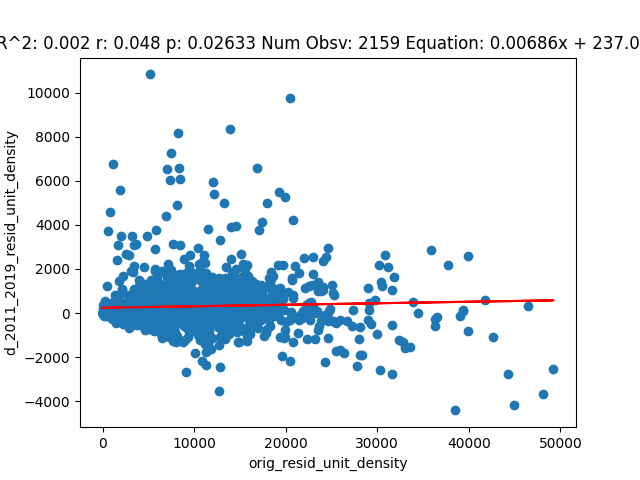 R^2: 0.002 r: 0.048 p: 0.02633 Num Obsv: 2159 Equation: 0.00686x + 237.0
10000
8000
6000
4000
2000
0
−2000
−4000
d_2011_2019_resid_unit_density
0 10000 20000 30000 40000 50000
orig_resid_unit_density